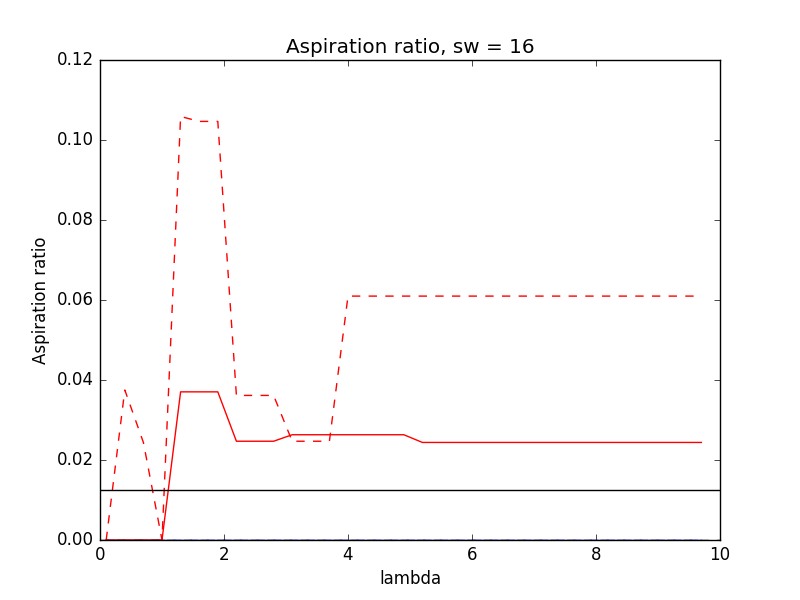 Aspiration ratio, sw = 16
0.12
0.10
0.08
0.06
0.04
0.02
0.00
Aspiration ratio
0 2 4 6 8 10
lambda